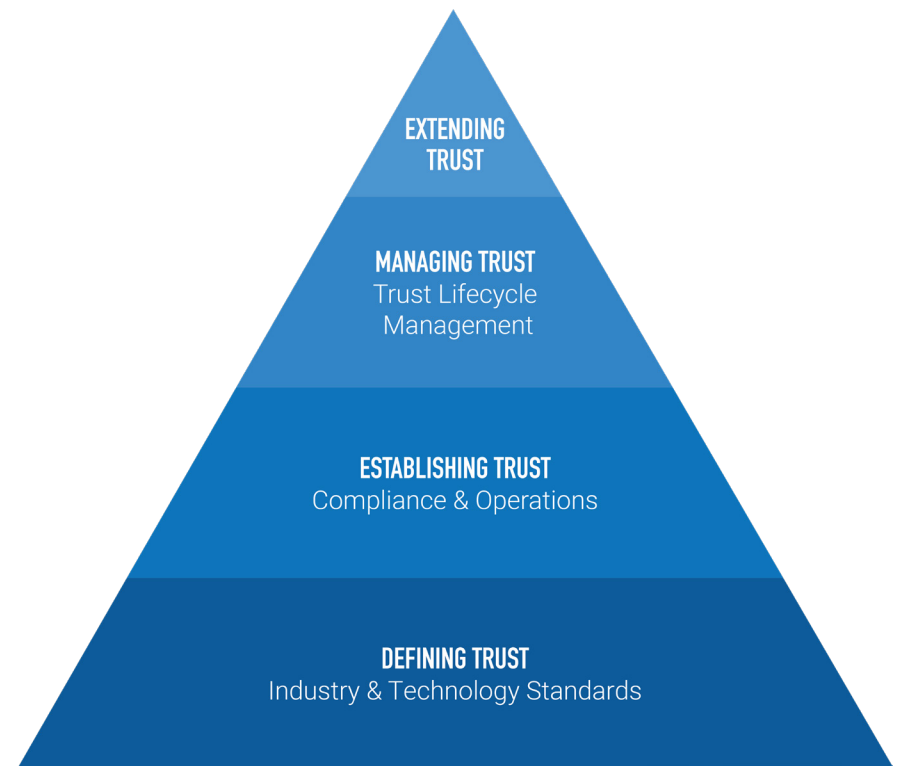 EXTENDING
TRUST
MANAGING TRUST
Trust Lifecycle
Management
ESTABLISHING TRUST
Compliance & Operations
DEFINING TRUST
Industry & Technology Standards